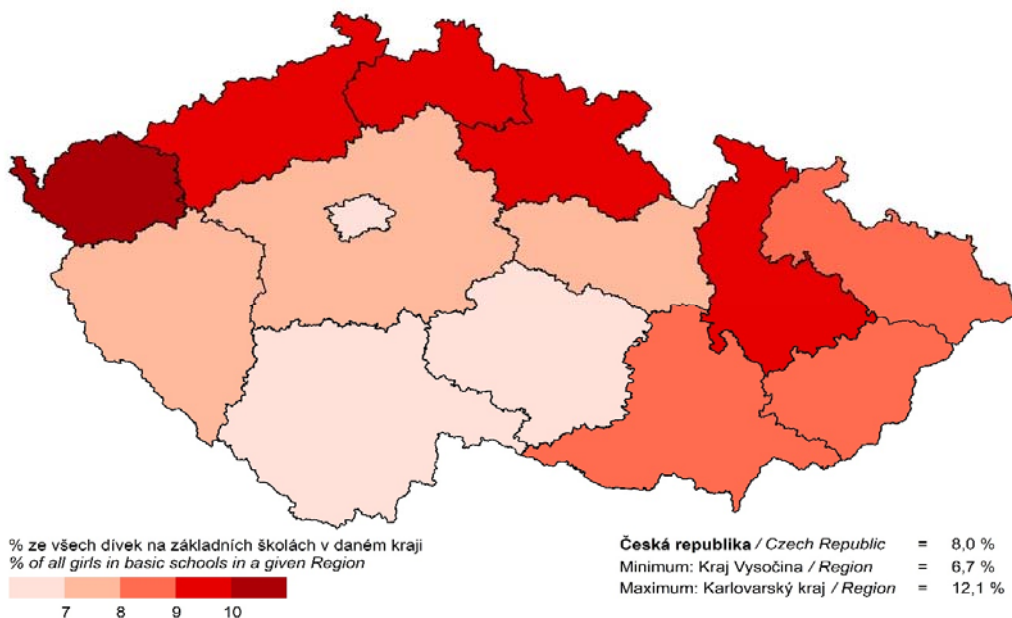 % ze všech dívek na základních školách v daném kraji
% of all girls in basic schools in a given Region
7 8 9 10
Česká republika / Czech Republic = 8,0 %
Minimum: Kraj Vysočina / Region = 6,7 %
Maximum: Karlovarský kraj / Region = 12,1 %